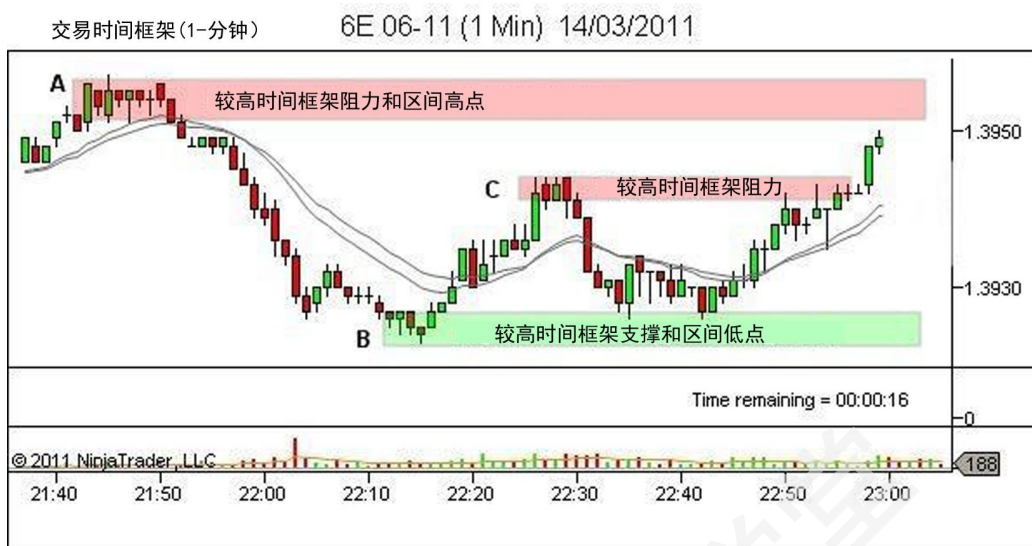 交易时间框架(1-分钟)
6E 06-11 (1 Min) 14/03/2011
A
较高时间框架阻力和区间高点
1.3950
C
较高时间框架阻力
1.3930
B
较高时间框架支撑和区间低点
Time remaining = 00:00:16
0
© 2011 NinjaTrader, LLC
188
21:40 21:50 22:00 22:10 22:20 22:30 22:40 22:50 23:00